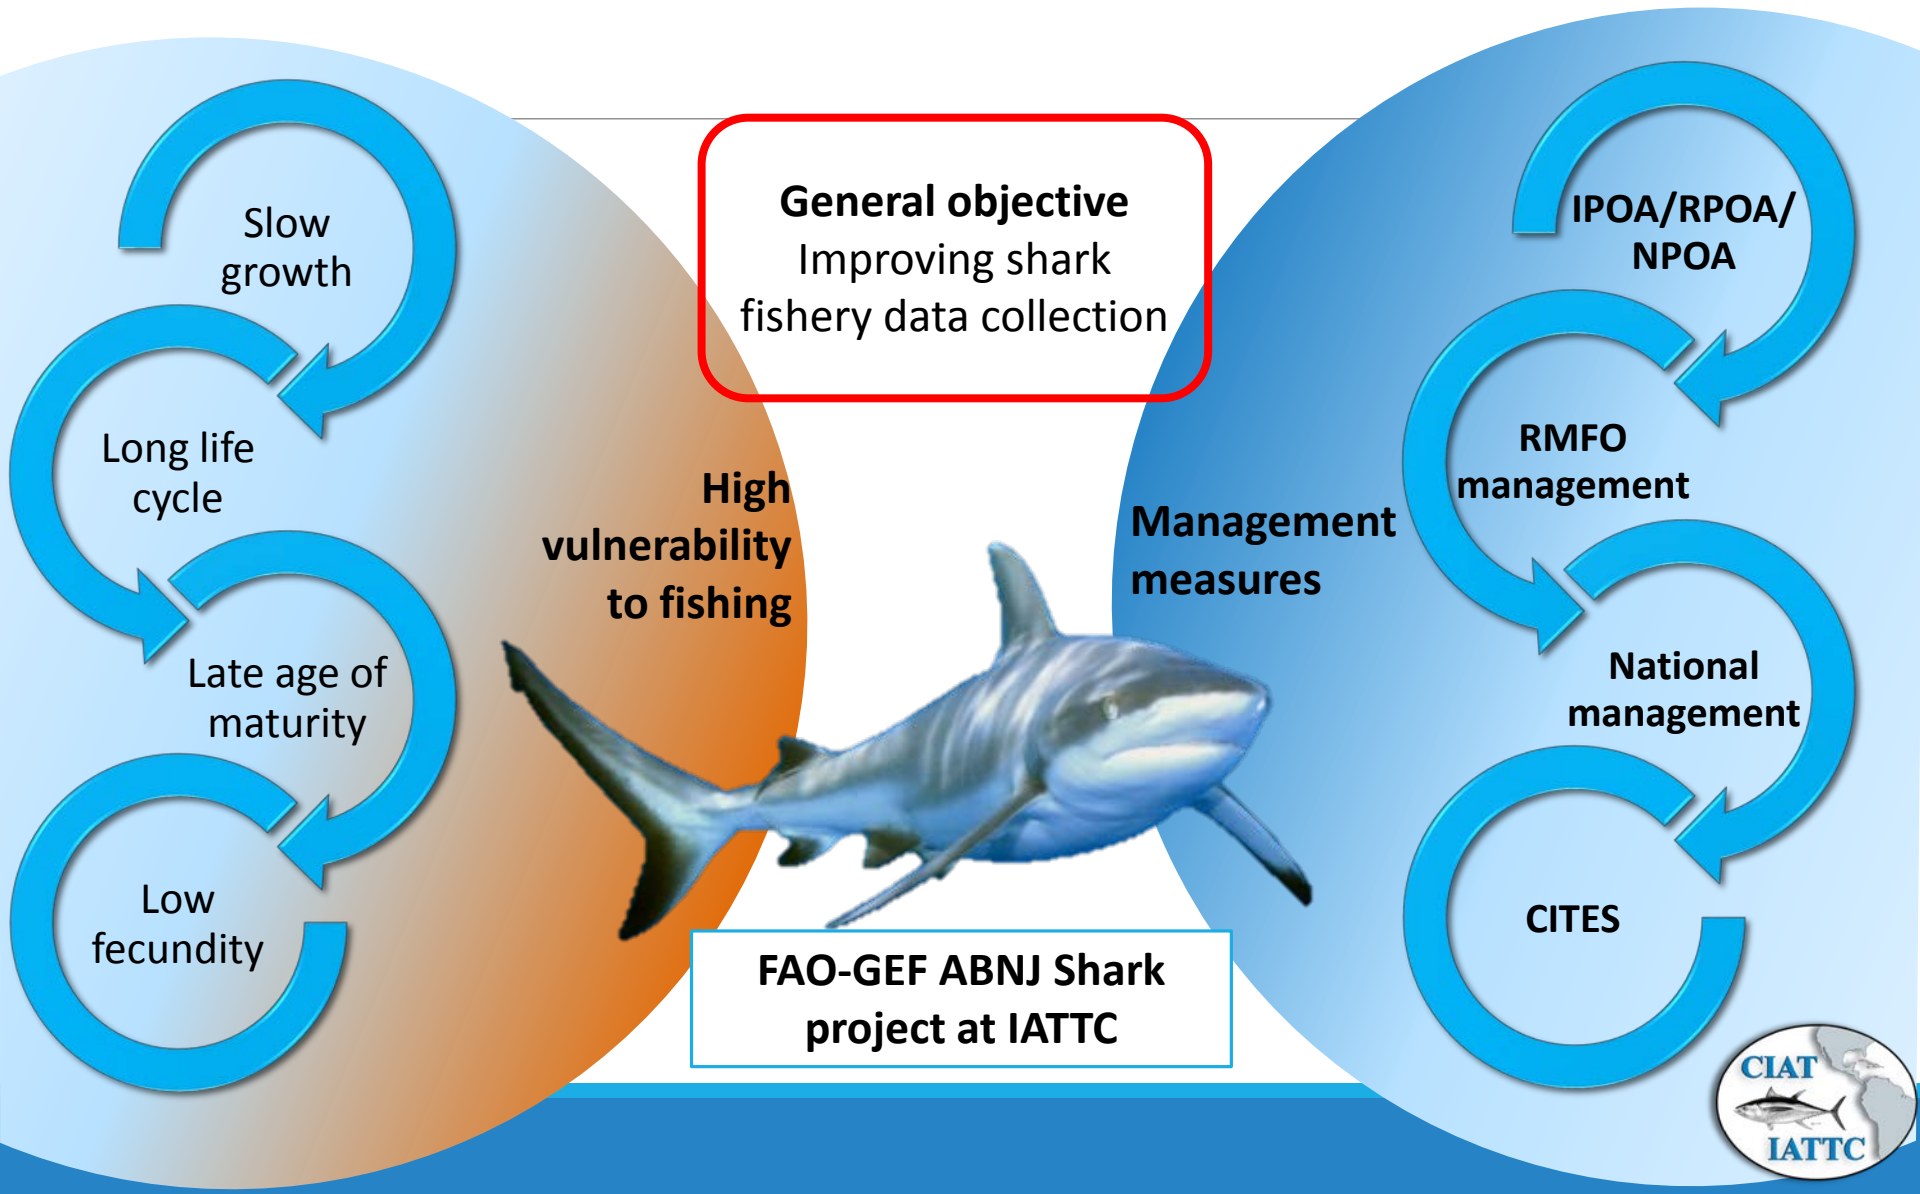 Slow
growth
Long life
cycle
Late age of
maturity
Low
fecundity
High
vulnerability
to fishing
General objective
Improving shark
fishery data collection
FAO-GEF ABNJ Shark
project at IATTC
Management
measures
IPOA/RPOA/
NPOA
RMFO
management
National
management
CITES
CIAT
IATTC